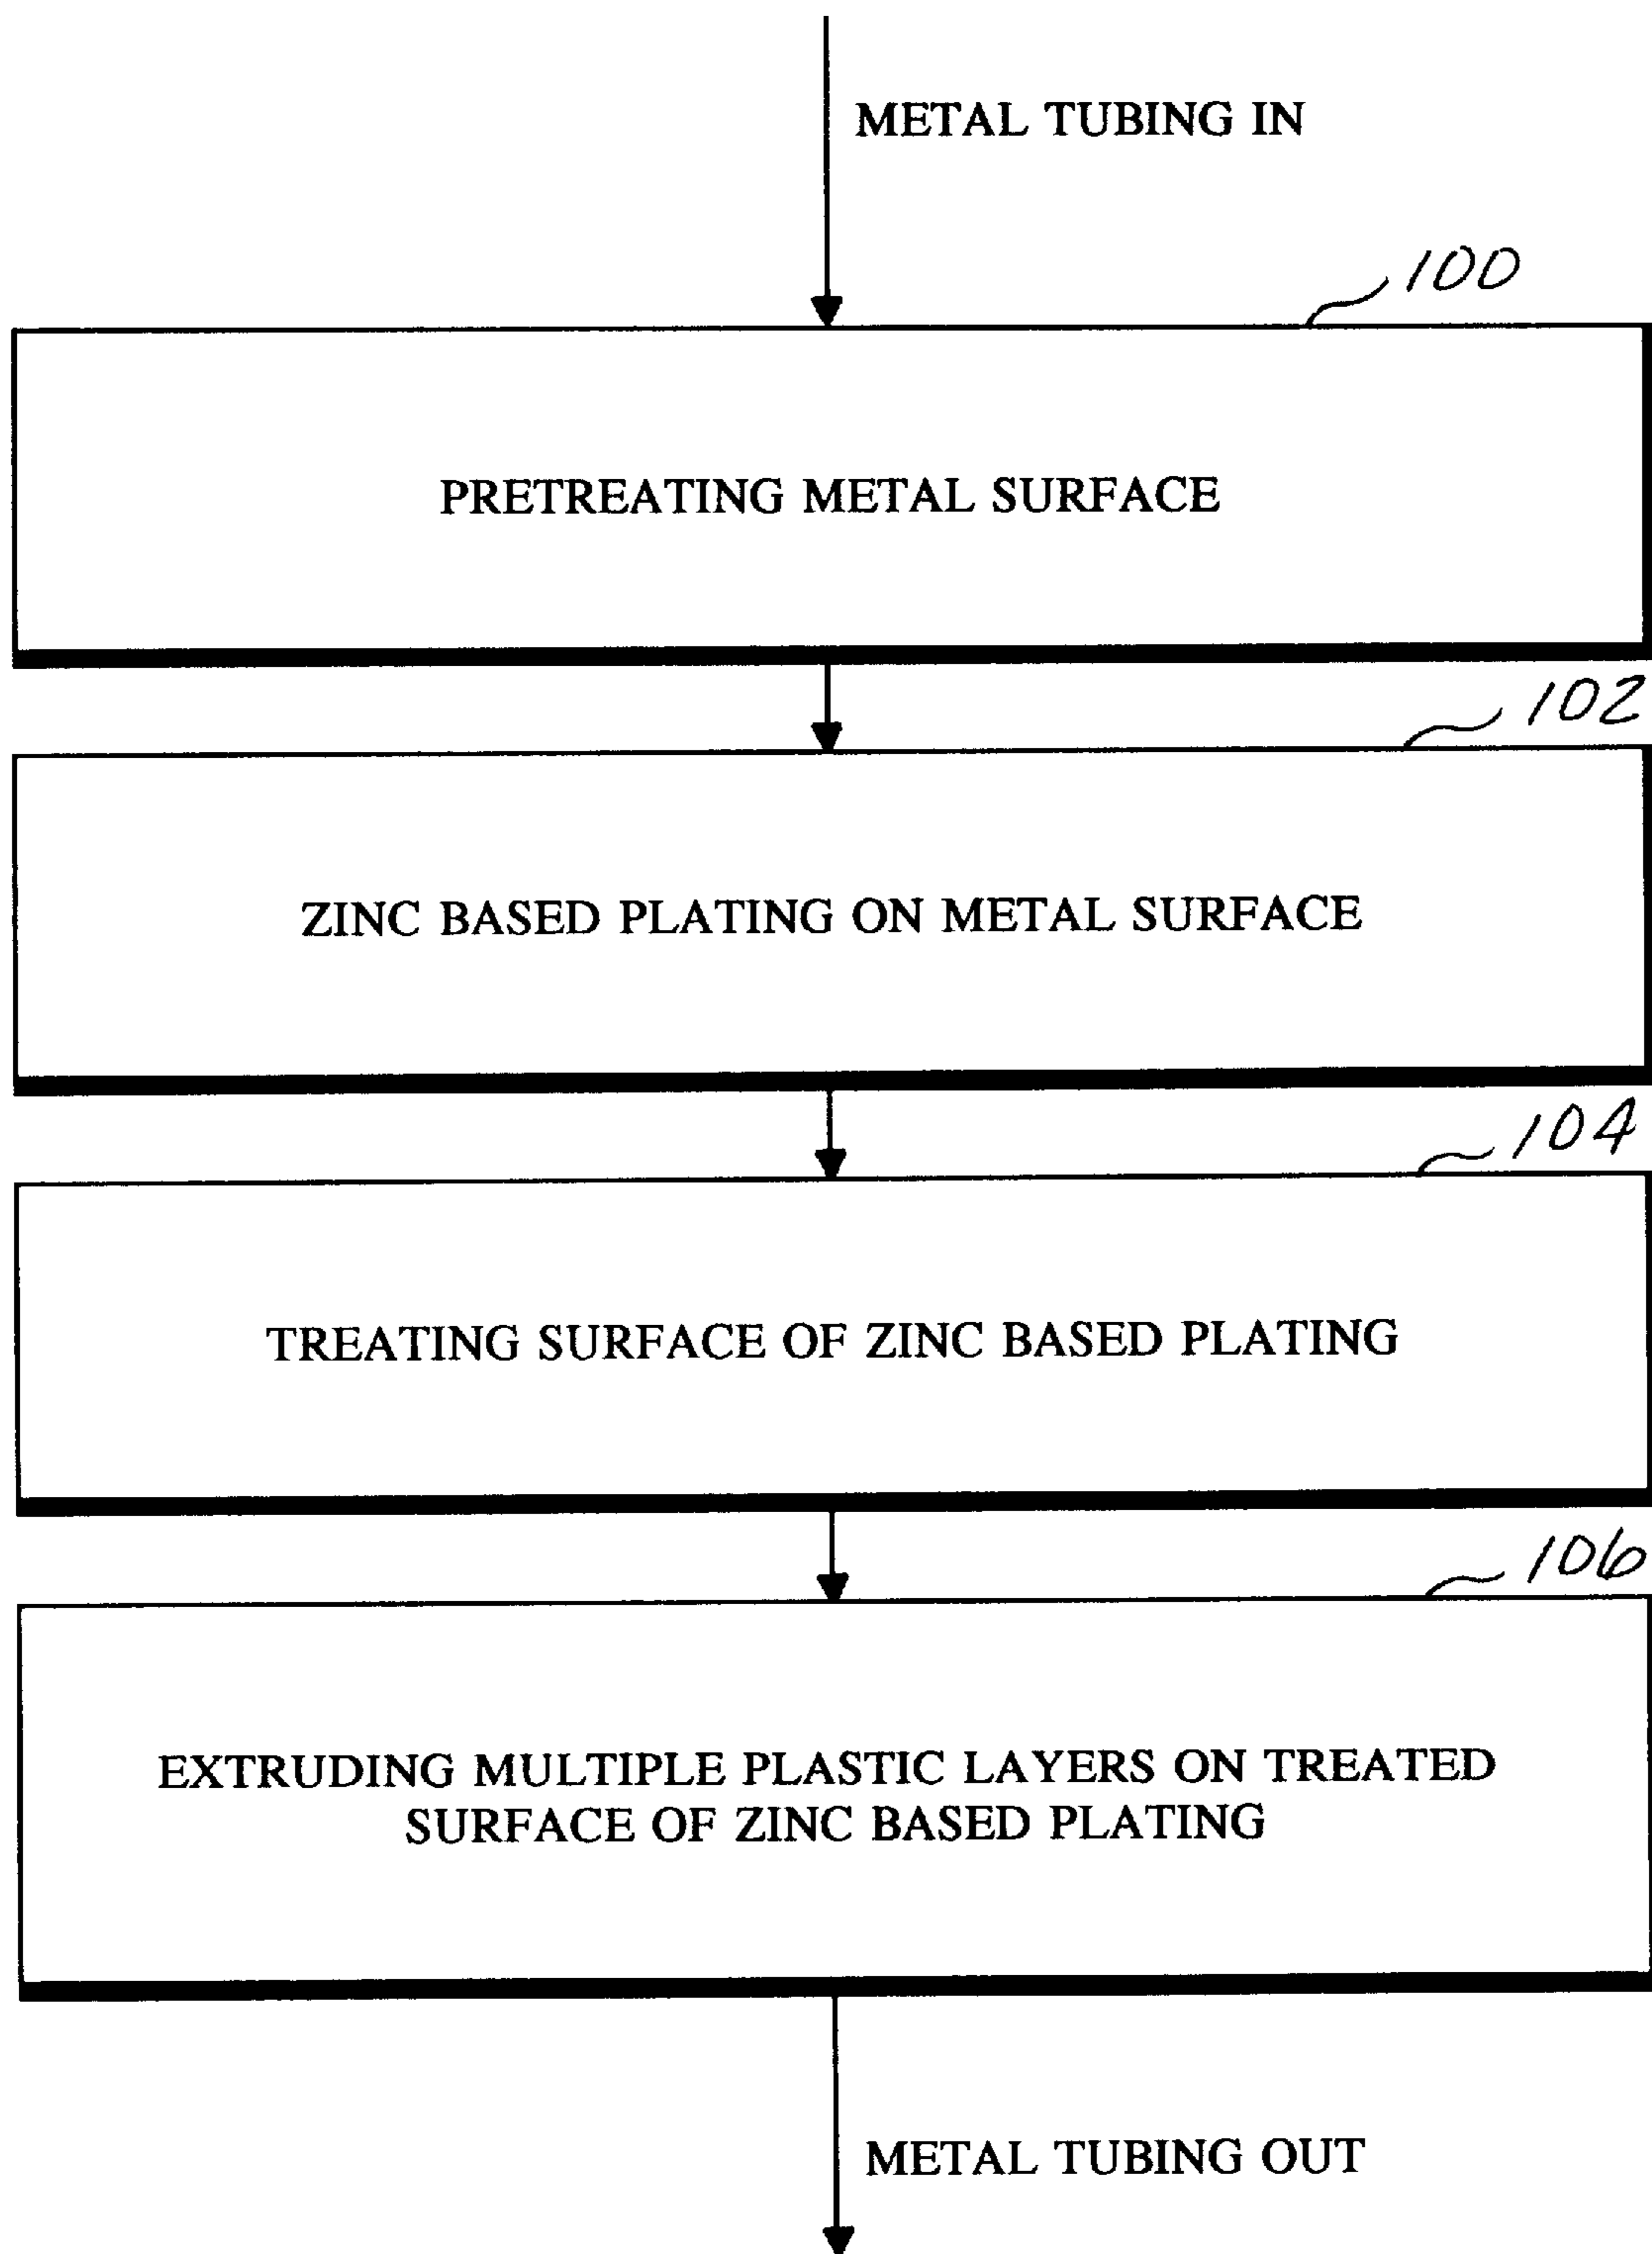 METAL TUBING IN
100
PRETREATING METAL SURFACE
102
ZINC BASED PLATING ON METAL SURFACE
104
TREATING SURFACE OF ZINC BASED PLATING
106
EXTRUDING MULTIPLE PLASTIC LAYERS ON TREATED
SURFACE OF ZINC BASED PLATING
METAL TUBING OUT